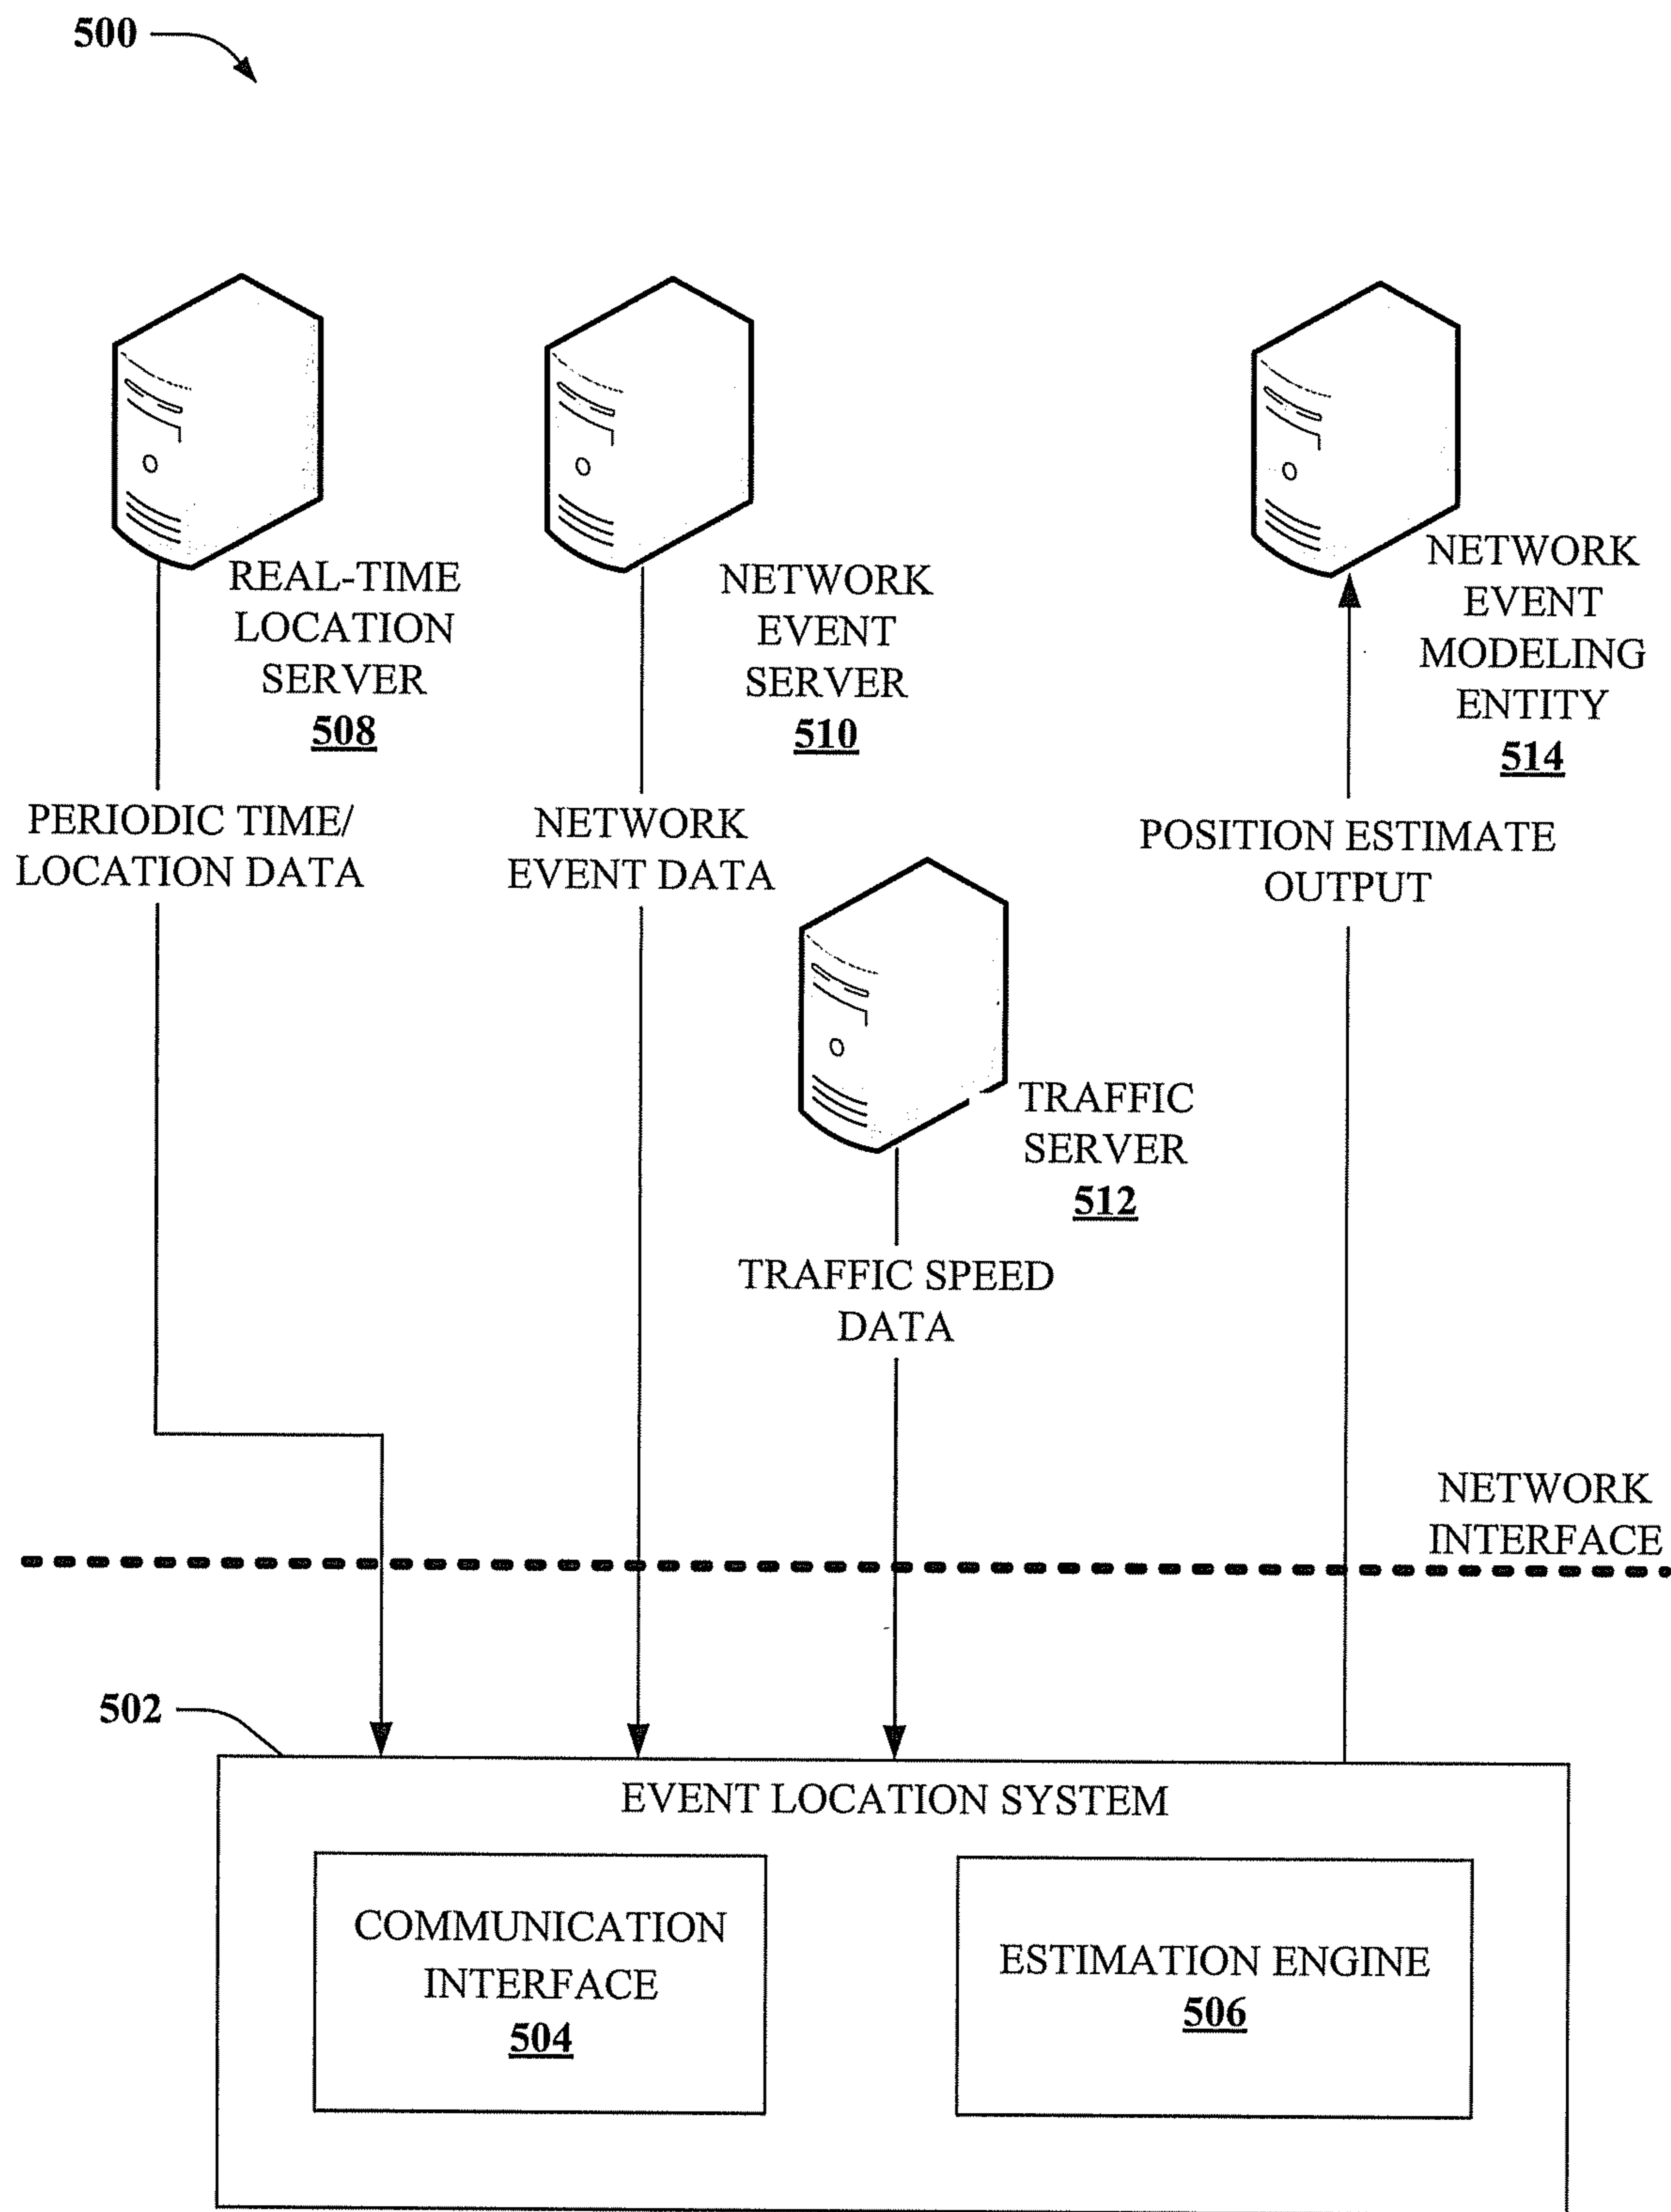 500
REAL-TIME
LOCATION
SERVER
508
NETWORK
EVENT
SERVER
510
NETWORK
EVENT
MODELING
ENTITY
514
PERIODIC TIME/
LOCATION DATA
NETWORK
EVENT DATA
POSITION ESTIMATE
OUTPUT
TRAFFIC
SERVER
512
TRAFFIC SPEED
DATA
NETWORK
INTERFACE
502
EVENT LOCATION SYSTEM
COMMUNICATION
INTERFACE
504
ESTIMATION ENGINE
506